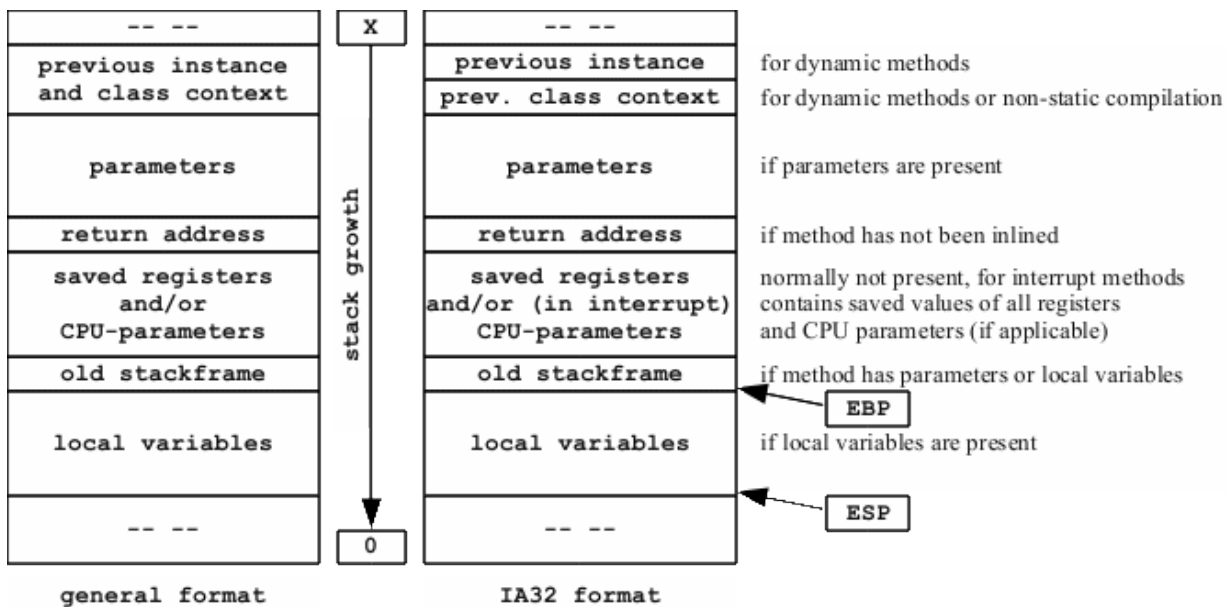 -- --
X
-- --
previous instance
and class context
previous instance
for dynamic methods
prev. class context
for dynamic methods or non-static compilation
parameters
parameters
if parameters are present
stack growth
return address
return address
if method has not been inlined
saved registers
and/or
CPU-parameters
saved registers
and/or (in interrupt)
CPU-parameters
normally not present, for interrupt methods
contains saved values of all registers
and CPU parameters (if applicable)
old stackframe
old stackframe
if method has parameters or local variables
EBP
local variables
local variables
if local variables are present
ESP
-- --
0
-- --
general format
IA32 format